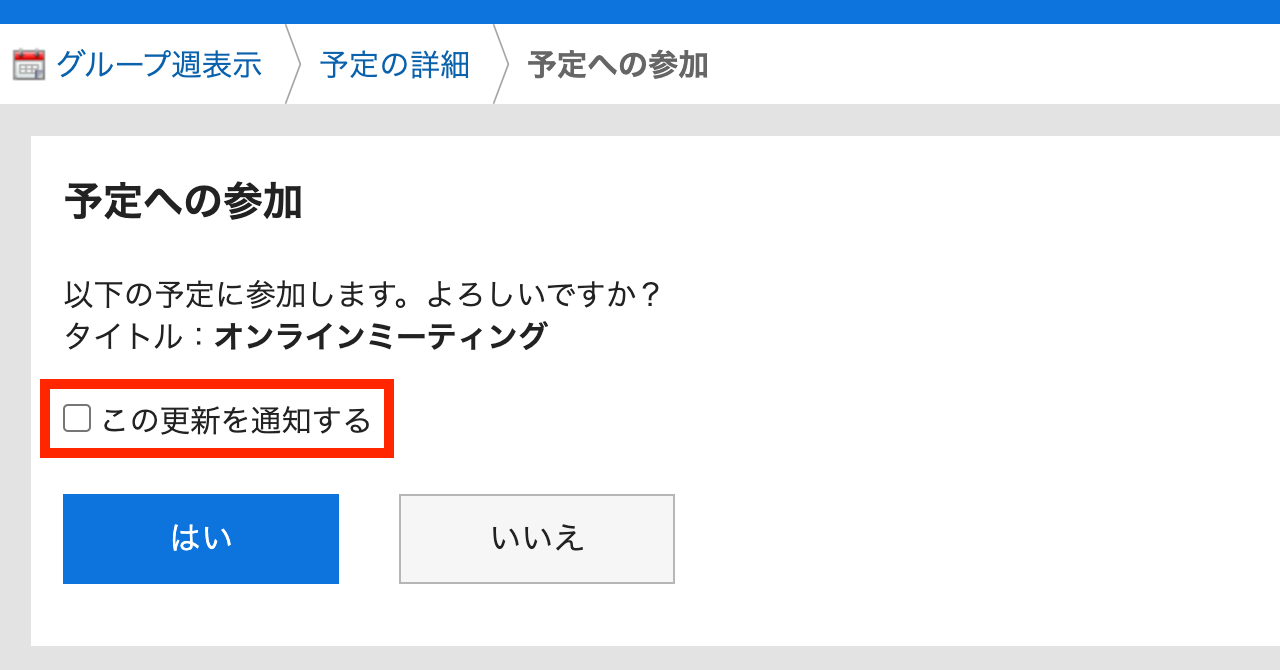 グループ週表示 予定の詳細 予定への参加
予定への参加
以下の予定に参加します。よろしいですか？
タイトル：オンラインミーティング
この更新を通知する
はい いいえ